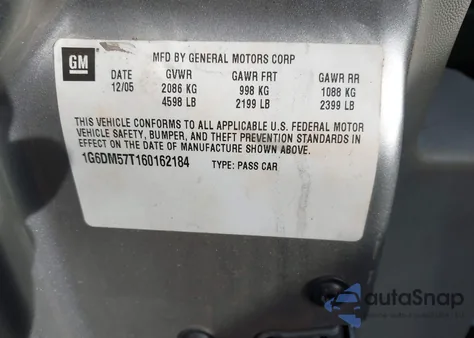 GM
MFD BY GENERAL MOTORS CORP
DATE GVWR GAWR FRT GAWR RR
12/05 2086 KG 998 KG 1088 KG
4598 LB 2199 LB 2399 LB
THIS VEHICLE CONFORMS TO ALL APPLICABLE U.S. FEDERAL MOTOR
VEHICLE SAFETY, BUMPER, AND THEFT PREVENTION STANDARDS IN
EFFECT ON THE DATE OF MANUFACTURE SHOWN ABOVE.
1G6DM57T160162184 TYPE: PASS CAR
autoSnap